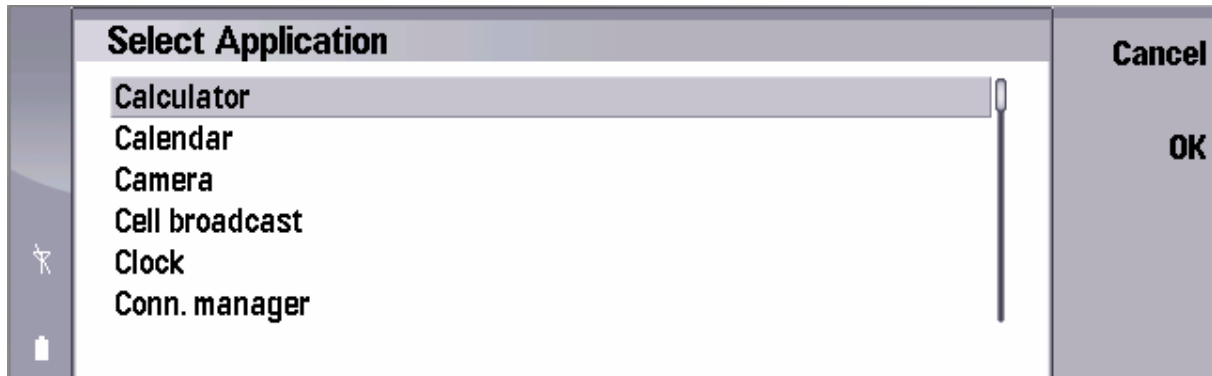 Select Application
Calculator
Calendar
Camera
Cell broadcast
Clock
Conn. manager
Cancel
OK